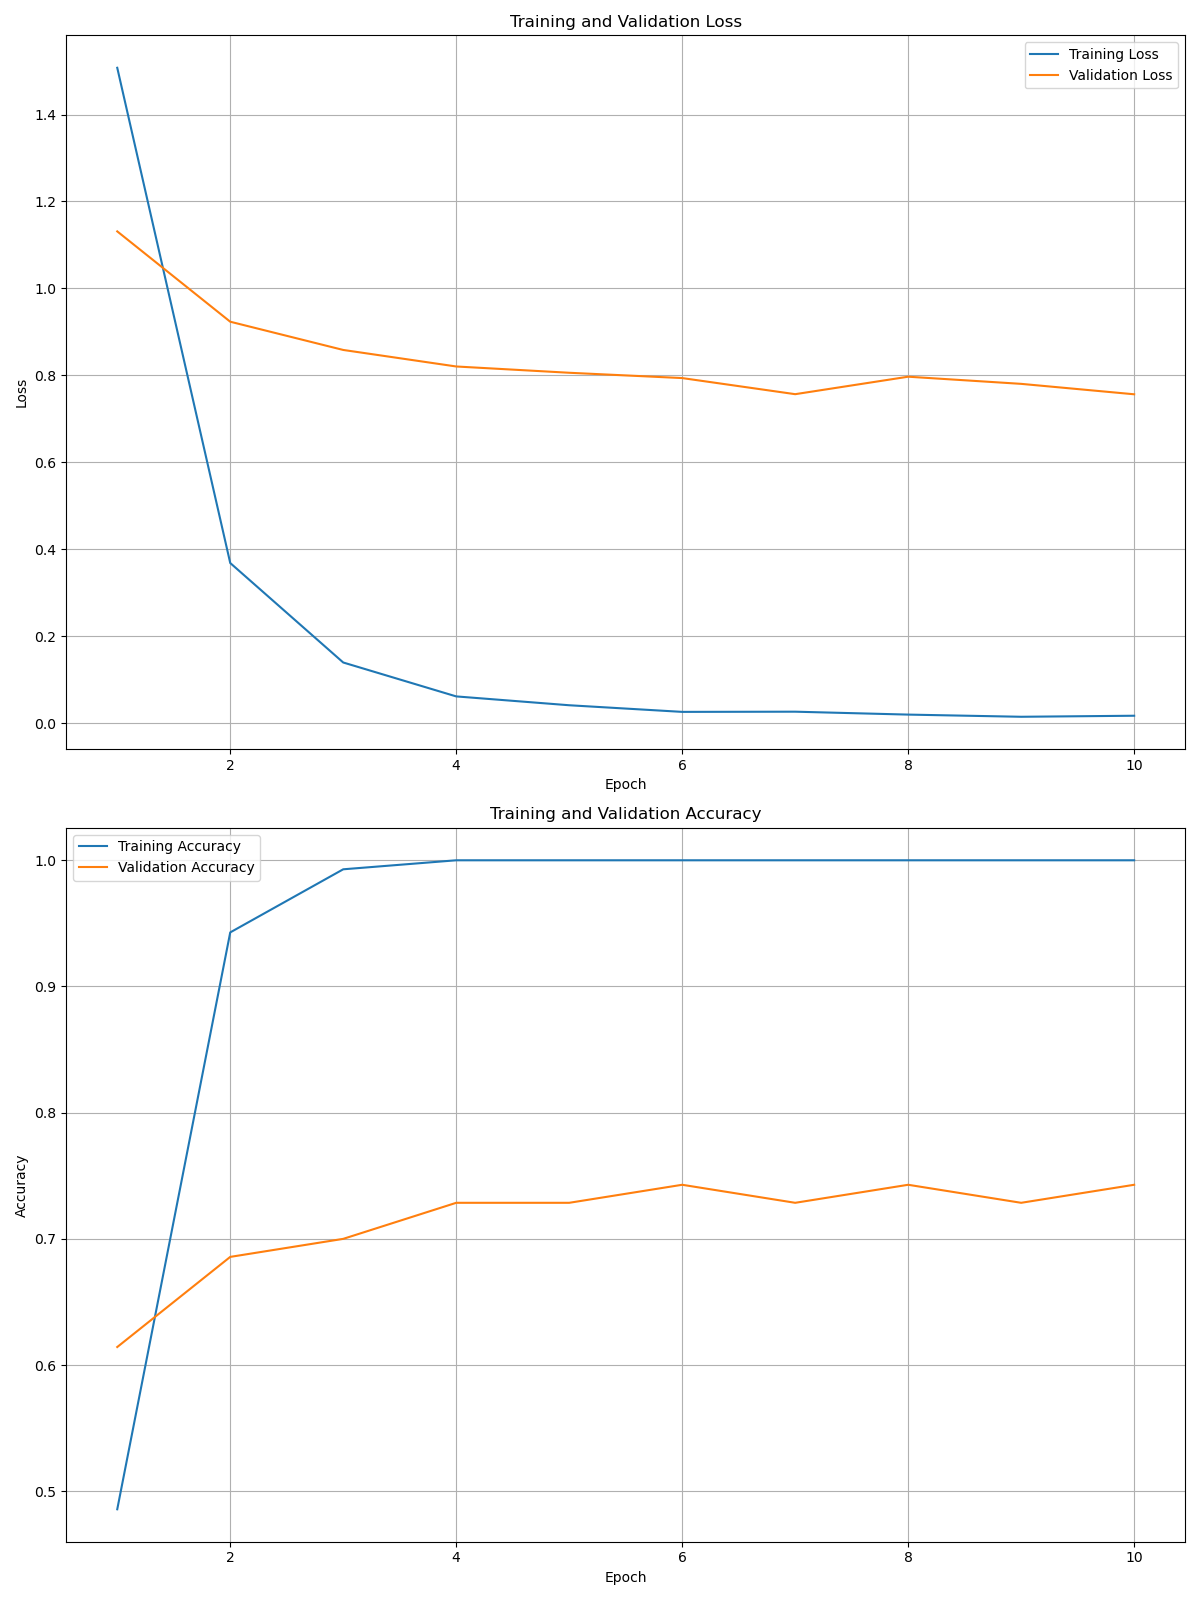 Training and Validation Loss
Training Loss
Validation Loss
1.4
1.2
1.0
0.8
0.6
0.4
0.2
0.0
Loss
2 4 6 8 10
Epoch
Training and Validation Accuracy
Training Accuracy
Validation Accuracy
1.0
0.9
0.8
0.7
0.6
0.5
Accuracy
2 4 6 8 10
Epoch